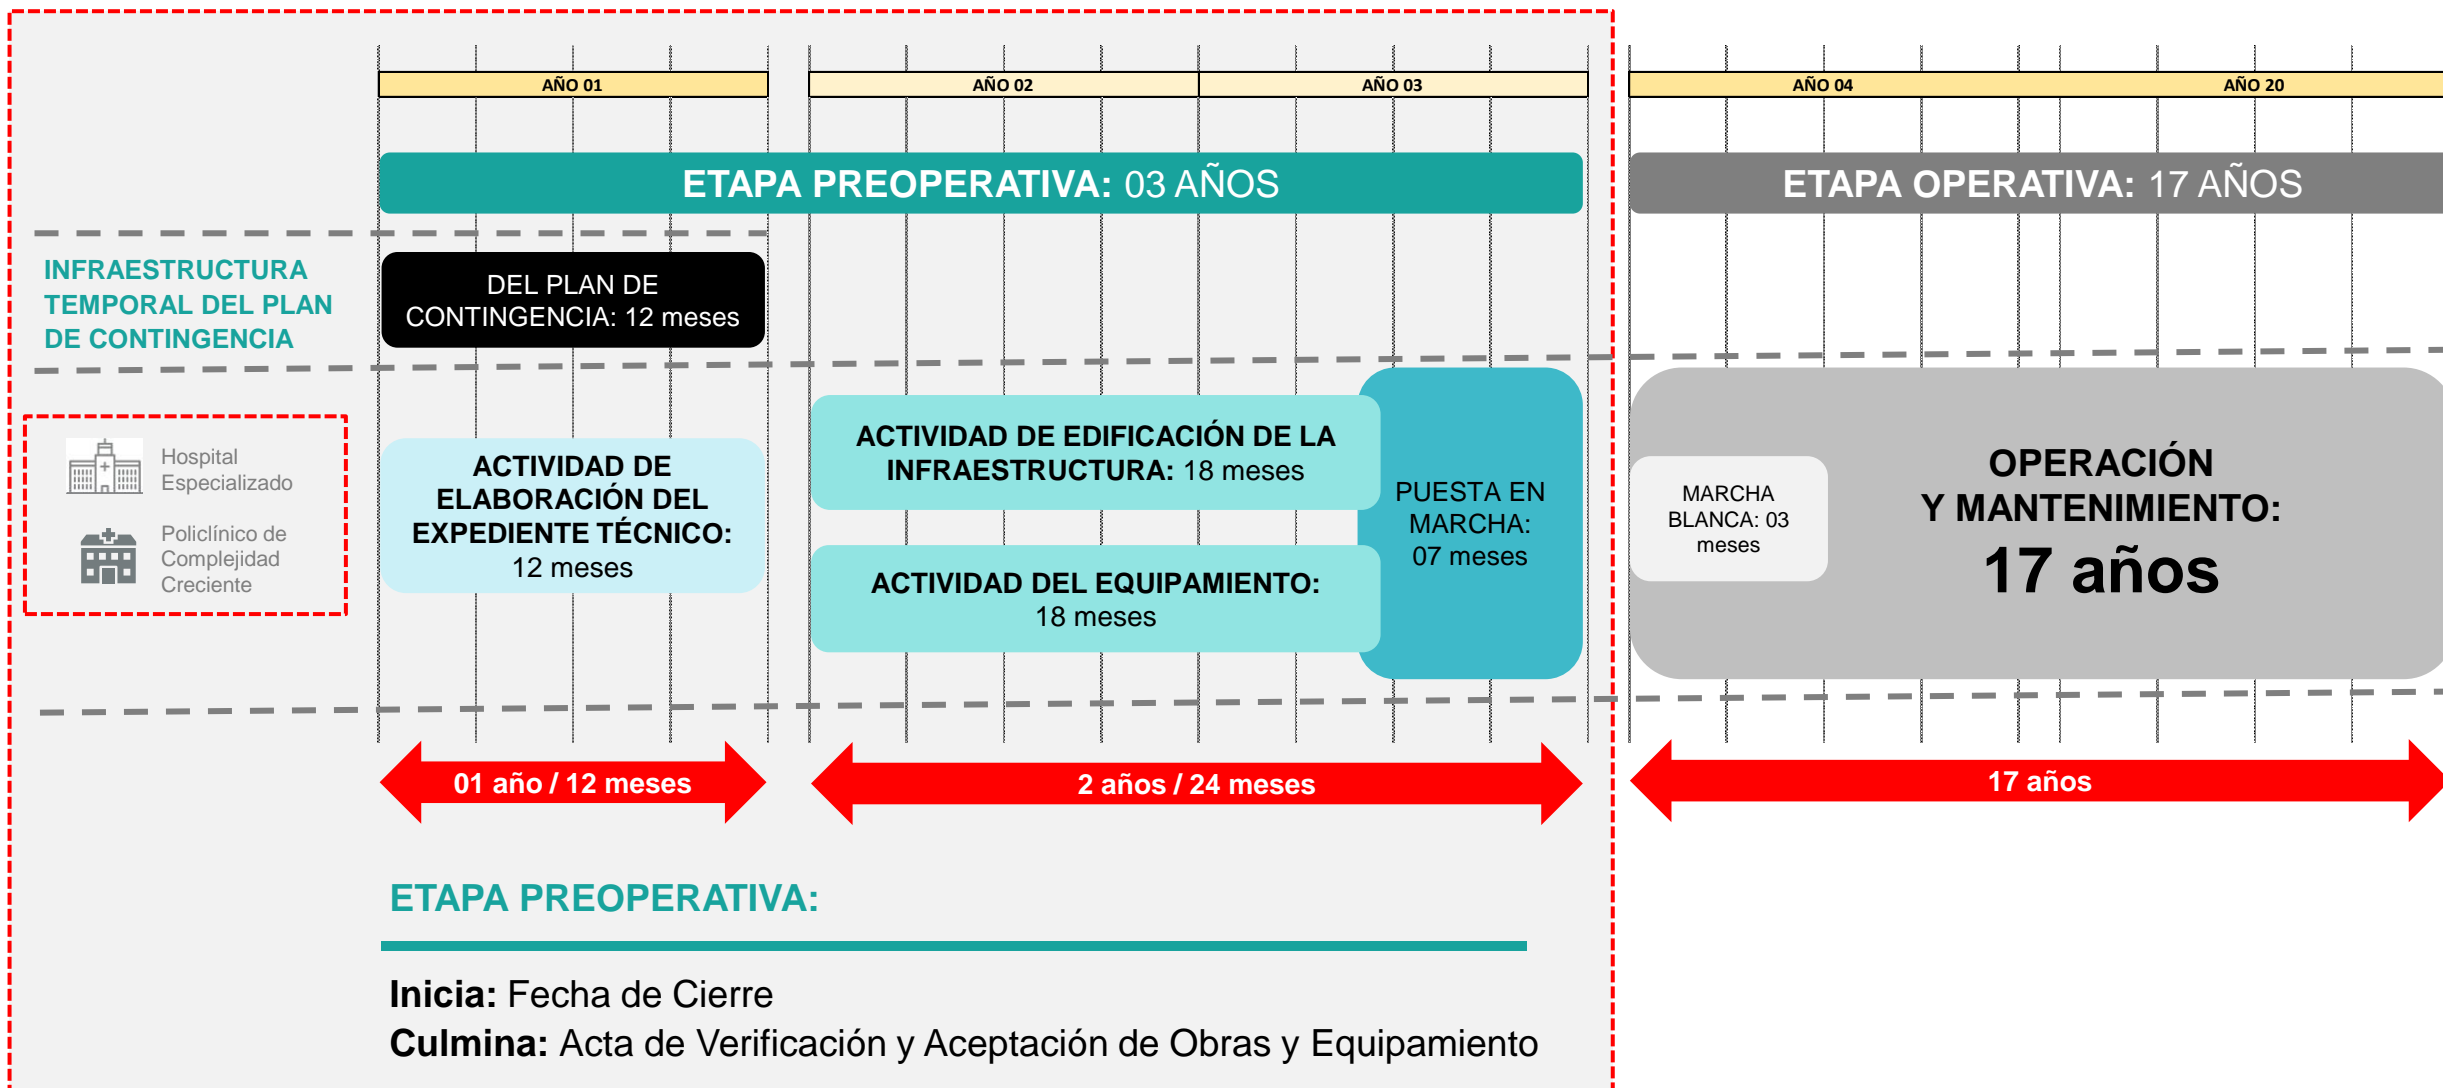 AÑO 01
AÑO 02
AÑO 03
AÑO 04
AÑO 20
ETAPA PREOPERATIVA: 03 AÑOS
ETAPA OPERATIVA: 17 AÑOS
INFRAESTRUCTURA
TEMPORAL DEL PLAN
DE CONTINGENCIA
DEL PLAN DE
CONTINGENCIA: 12 meses
Hospital
Especializado
Policlínico de
Complejidad
Creciente
ACTIVIDAD DE
ELABORACIÓN DEL
EXPEDIENTE TÉCNICO:
12 meses
ACTIVIDAD DE EDIFICACIÓN DE LA
INFRAESTRUCTURA: 18 meses
ACTIVIDAD DEL EQUIPAMIENTO:
18 meses
PUESTA EN
MARCHA:
07 meses
MARCHA
BLANCA: 03
meses
OPERACIÓN
Y MANTENIMIENTO:
17 años
01 año / 12 meses
2 años / 24 meses
17 años
ETAPA PREOPERATIVA:
Inicia: Fecha de Cierre
Culmina: Acta de Verificación y Aceptación de Obras y Equipamiento